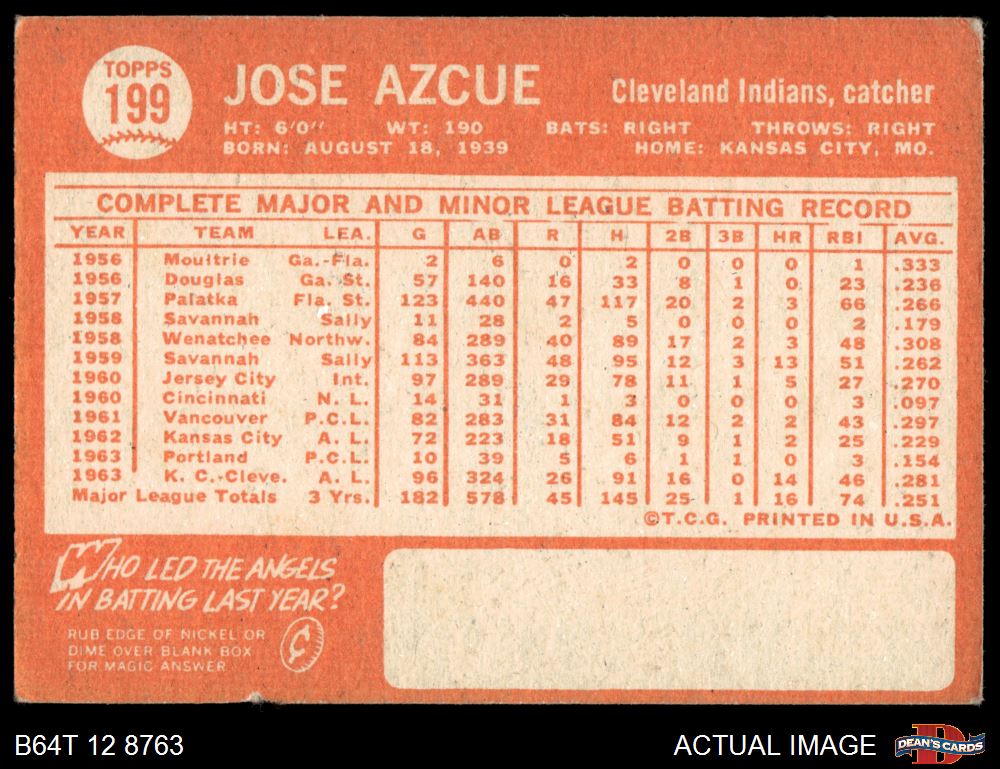 TOPPS
199
JOSE AZCUE
Cleveland Indians, catcher
HT: 6'0" WT: 190 BATS: RIGHT THROWS: RIGHT
BORN: AUGUST 18, 1939 HOME: KANSAS CITY, MO.
COMPLETE MAJOR AND MINOR LEAGUE BATTING RECORD
YEAR TEAM LEA. G AB R H 2B 3B HR RBI AVG.
1956 Moultrie Ga.-Fla. 2 6 0 2 0 0 0 1 .333
1956 Douglas Ga. St. 57 140 16 33 8 1 0 23 .236
1957 Palatka Fla. St. 123 440 47 117 20 2 3 66 .266
1958 Savannah Sally 11 28 2 5 0 0 0 2 .179
1958 Wenatchee Northw. 84 289 40 89 17 2 3 48 .308
1959 Savannah Sally 113 363 48 95 12 3 13 51 .262
1960 Jersey City Int. 97 289 29 78 11 1 5 27 .270
1960 Cincinnati N. L. 14 31 1 3 0 0 0 3 .097
1961 Vancouver P.C.L. 82 283 31 84 12 2 2 43 .297
1962 Kansas City A. L. 72 223 18 51 9 1 2 25 .229
1963 Portland P.C.L. 10 39 5 6 1 1 0 3 .154
1963 K. C.-Cleve. A. L. 96 324 26 91 16 0 14 46 .281
Major League Totals 3 Yrs. 182 578 45 145 25 1 16 74 .251
©T.C.G. PRINTED IN U.S.A.
WHO LED THE ANGELS
IN BATTING LAST YEAR?
RUB EDGE OF NICKEL OR
DIME OVER BLANK BOX
FOR MAGIC ANSWER
¢
B64T 12 8763
ACTUAL IMAGE
D
DEAN'S CARDS